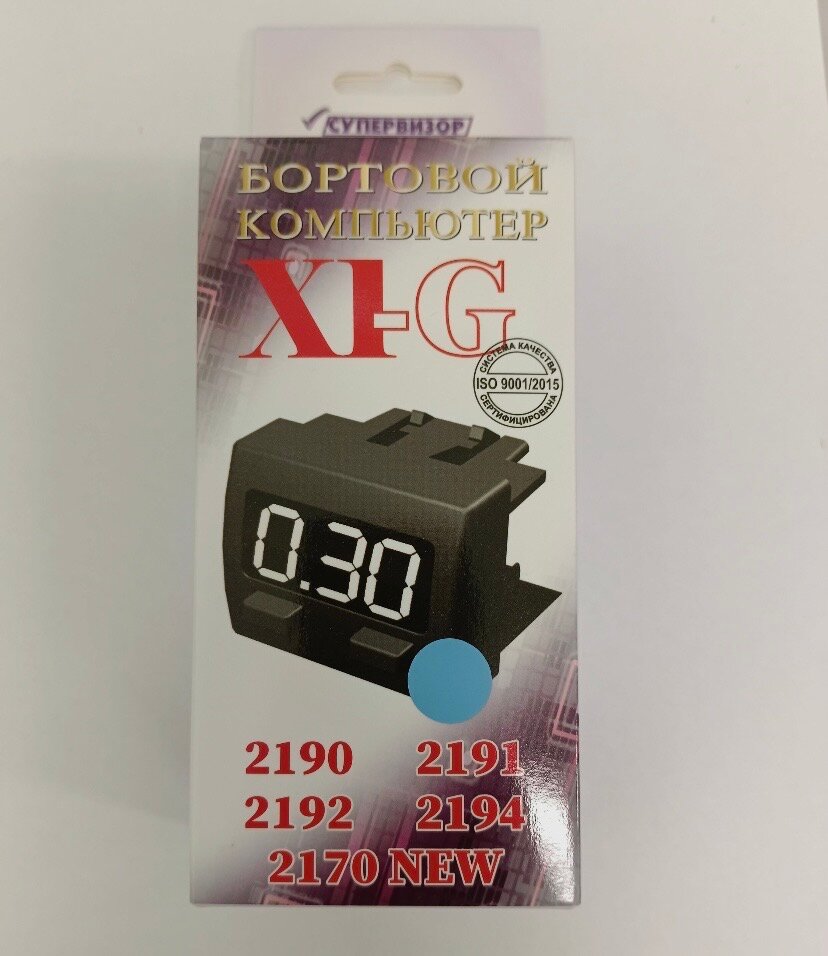 СУПЕРВИЗОР
БОРТОВОЙ
КОМПЬЮТЕР
X1-G
СИСТЕМА КАЧЕСТВА
ISO 9001/2015
СЕРТИФИЦИРОВАНА
0.30
2190 2191
2192 2194
2170 NEW